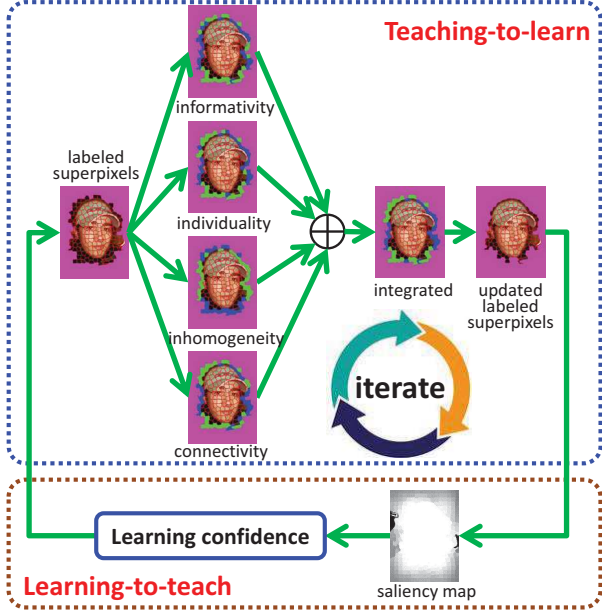 Teaching-to-learn
informativity
labeled
superpixels
individuality
integrated
updated
labeled
superpixels
inhomogeneity
iterate
connectivity
Learning confidence
Learning-to-teach
saliency map